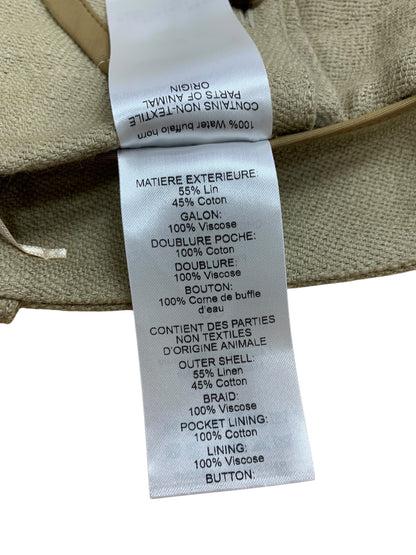 100% Water buffalo horn
CONTAINS NON-TEXTILE
PARTS OF ANIMAL
ORIGIN
MATIERE EXTERIEURE:
55% Lin
45% Coton
GALON:
100% Viscose
DOUBLURE POCHE:
100% Coton
DOUBLURE:
100% Viscose
BOUTON:
100% Corne de buffle
d'eau
CONTIENT DES PARTIES
NON TEXTILES
D'ORIGINE ANIMALE
OUTER SHELL:
55% Linen
45% Cotton
BRAID:
100% Viscose
POCKET LINING:
100% Cotton
LINING:
100% Viscose
BUTTON: